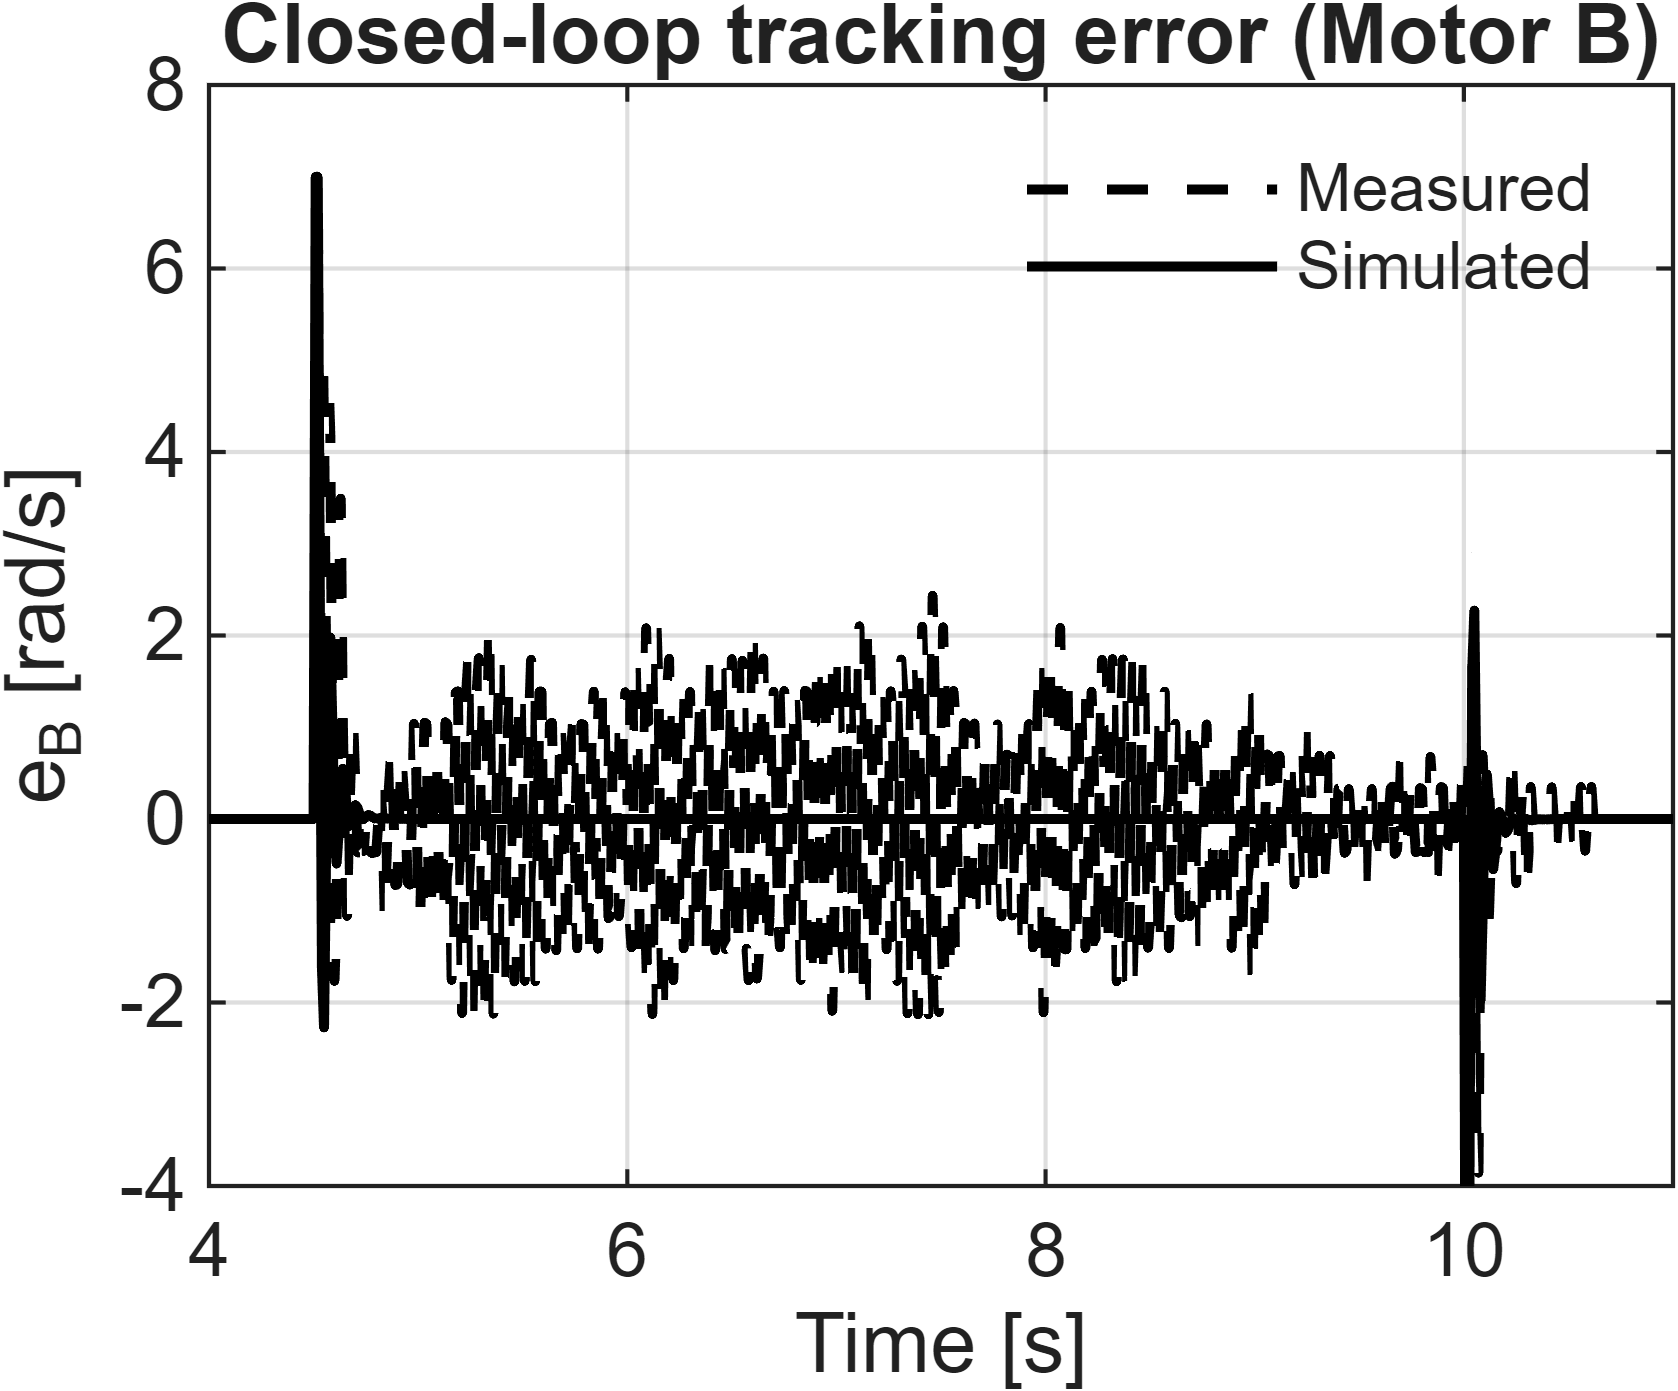 Closed-loop tracking error (Motor B)
8
6
4
2
0
-2
-4
e_B [rad/s]
Measured
Simulated
4 6 8 10
Time [s]